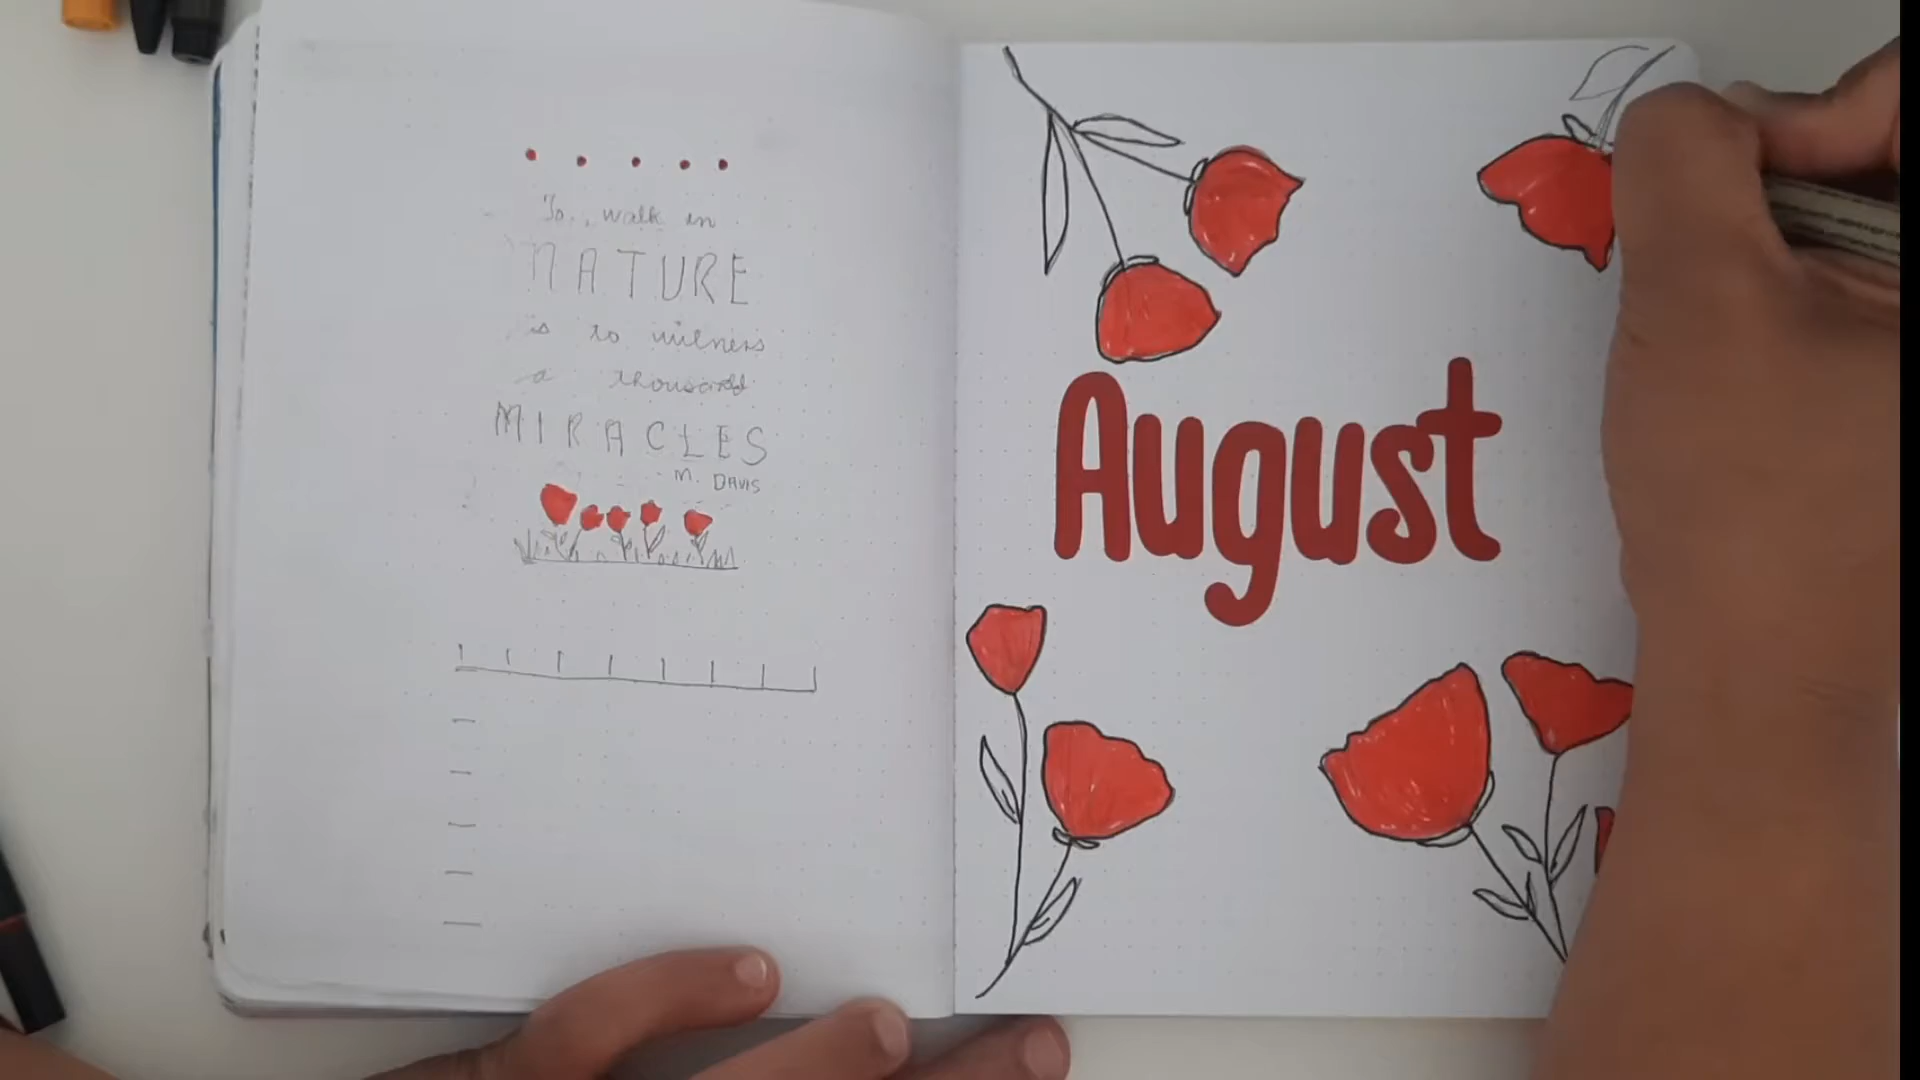 To walk in
NATURE
is to witness
a thousand
MIRACLES
M. DAVIS
August